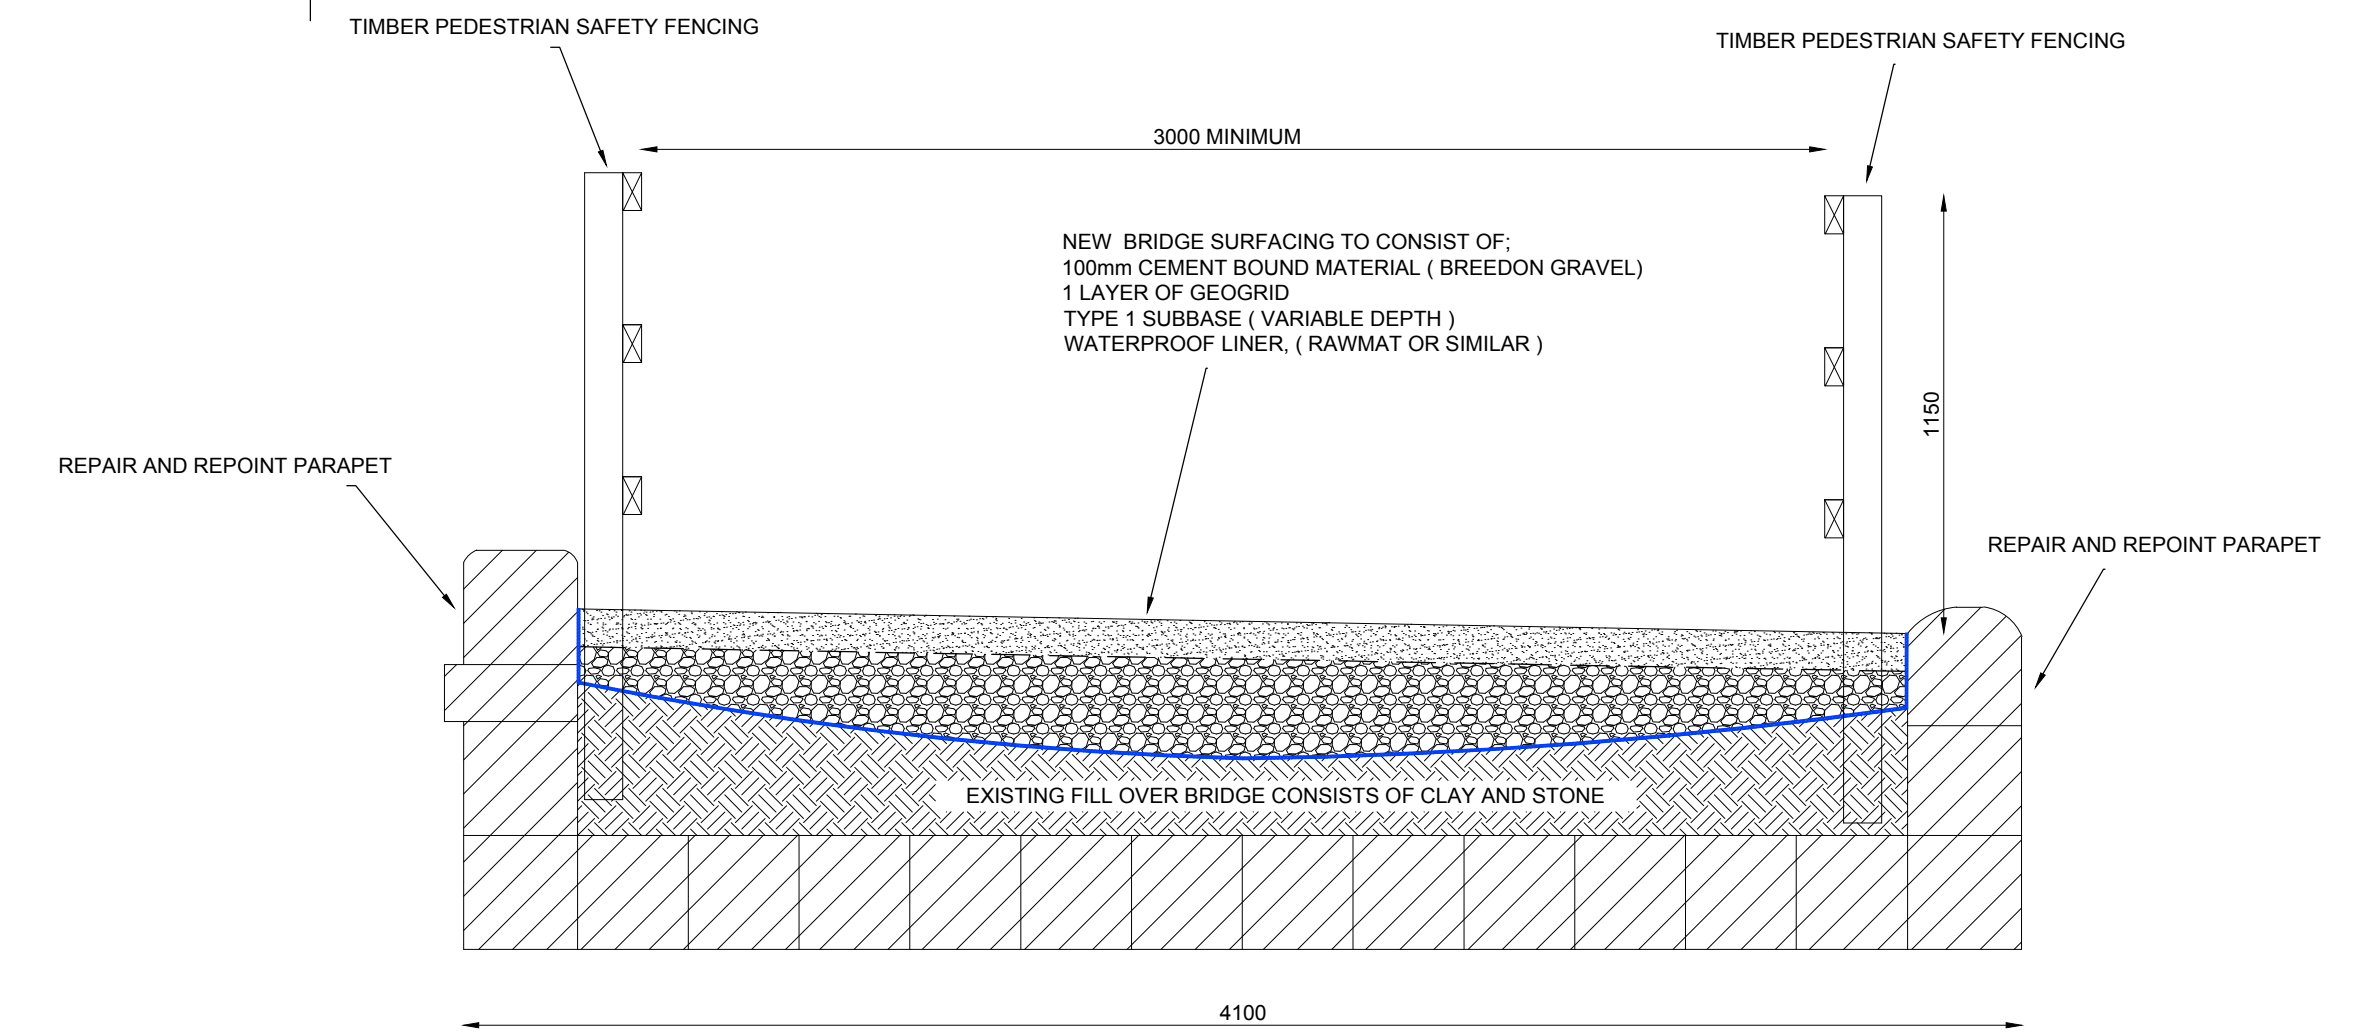 TIMBER PEDESTRIAN SAFETY FENCING
TIMBER PEDESTRIAN SAFETY FENCING
3000 MINIMUM
NEW BRIDGE SURFACING TO CONSIST OF;
100mm CEMENT BOUND MATERIAL ( BREEDON GRAVEL)
1 LAYER OF GEOGRID
TYPE 1 SUBBASE ( VARIABLE DEPTH )
WATERPROOF LINER, ( RAWMAT OR SIMILAR )
1150
REPAIR AND REPOINT PARAPET
REPAIR AND REPOINT PARAPET
EXISTING FILL OVER BRIDGE CONSISTS OF CLAY AND STONE
4100